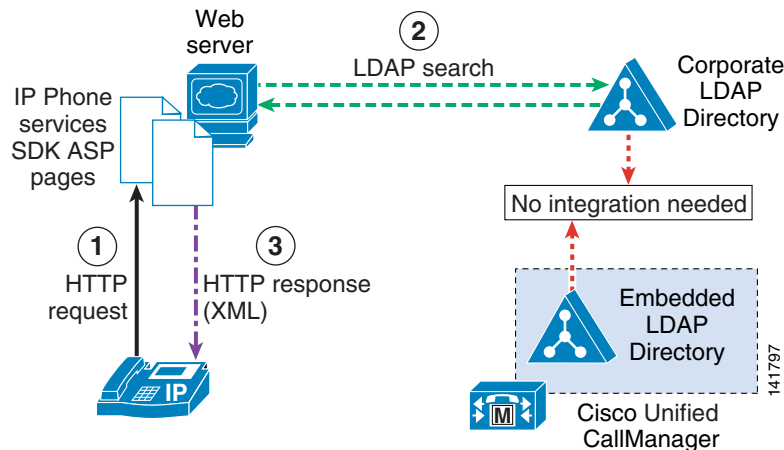 Web
server
2
LDAP search
Corporate
LDAP
Directory
IP Phone
services
SDK ASP
pages
No integration needed
1
HTTP
request
3
HTTP response
(XML)
Embedded
LDAP
Directory
IP
M
Cisco Unified
CallManager
141797